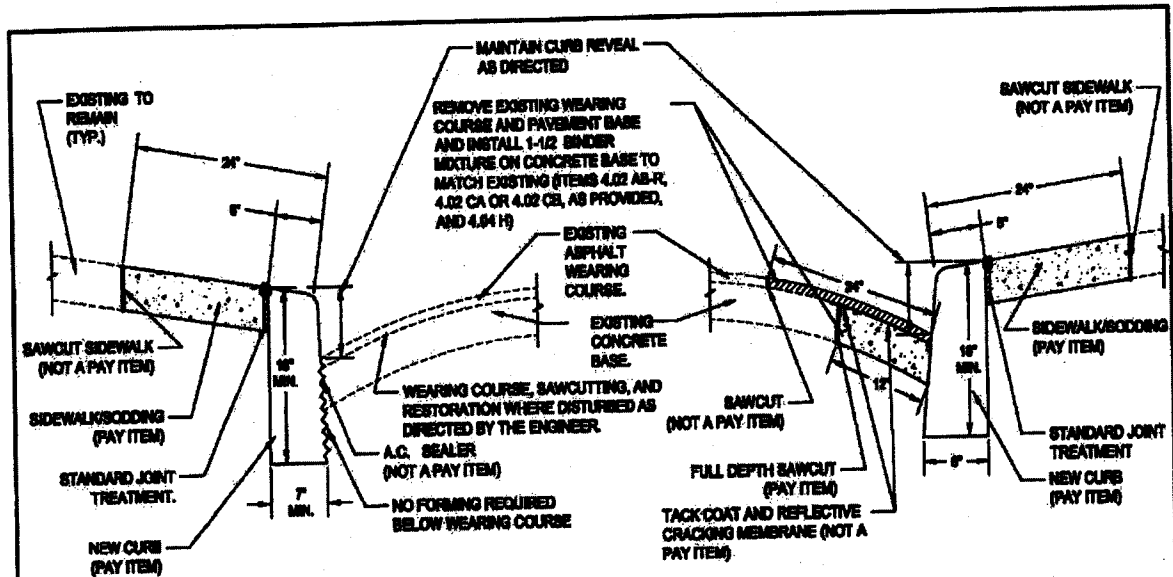 MAINTAIN CURB REVEAL
AS DIRECTED
EXISTING TO
REMAIN
(TYP.)
REMOVE EXISTING WEARING
COURSE AND PAVEMENT BASE
AND INSTALL 1-1/2 BINDER
MIXTURE ON CONCRETE BASE TO
MATCH EXISTING (ITEMS 4.02 AB-R,
4.02 CA OR 4.02 CB, AS PROVIDED,
AND 4.04 H)
SAWCUT SIDEWALK
(NOT A PAY ITEM)
24"
6"
24"
6"
EXISTING
ASPHALT
WEARING
COURSE.
24"
EXISTING
CONCRETE
BASE.
SAWCUT SIDEWALK
(NOT A PAY ITEM)
18"
MIN.
18"
MIN.
SIDEWALK/SODDING
(PAY ITEM)
12"
WEARING COURSE, SAWCUTTING, AND
RESTORATION WHERE DISTURBED AS
DIRECTED BY THE ENGINEER.
SAWCUT
(NOT A PAY ITEM)
SIDEWALK/SODDING
(PAY ITEM)
A.C. SEALER
(NOT A PAY ITEM)
STANDARD JOINT
TREATMENT
STANDARD JOINT
TREATMENT.
FULL DEPTH SAWCUT
(PAY ITEM)
8"
NEW CURB
(PAY ITEM)
7"
MIN.
NO FORMING REQUIRED
BELOW WEARING COURSE
TACK COAT AND REFLECTIVE
CRACKING MEMBRANE (NOT A
PAY ITEM)
NEW CURB
(PAY ITEM)